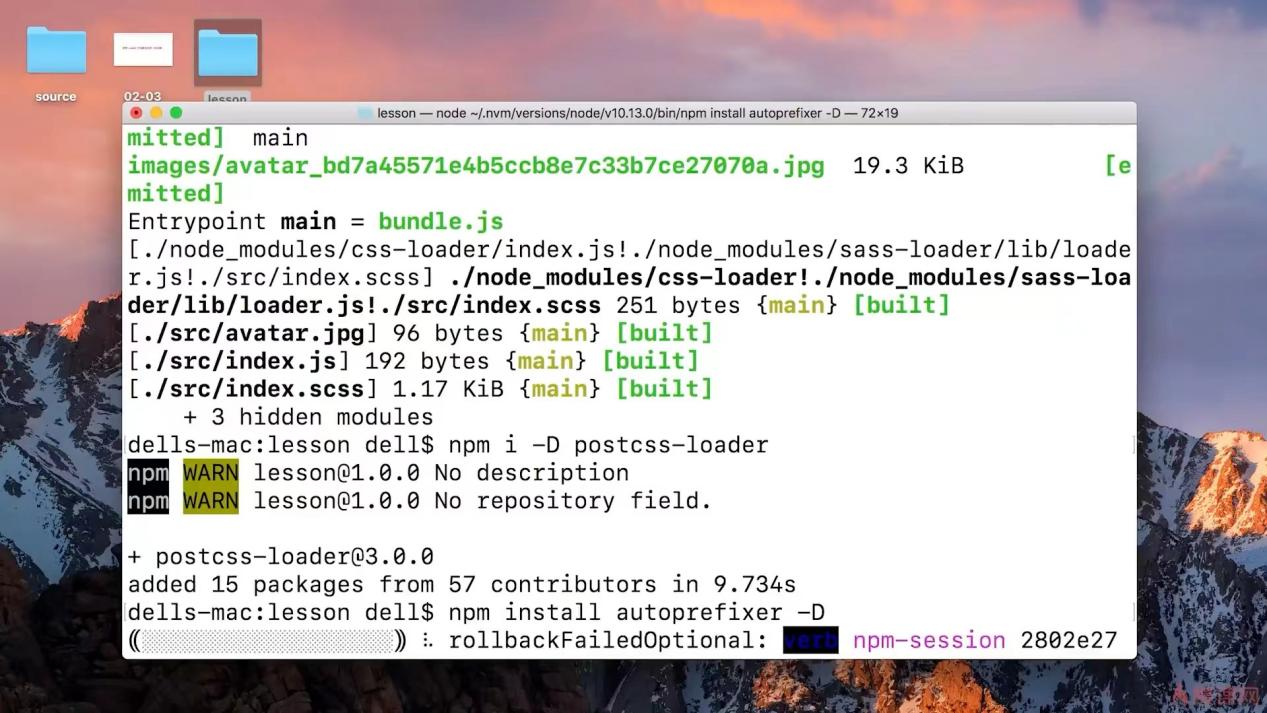 source
02-03
lesson
lesson — node ~/.nvm/versions/node/v10.13.0/bin/npm install autoprefixer -D — 72×19
mitted]  main
images/avatar_bd7a45571e4b5ccb8e7c33b7ce27070a.jpg  19.3 KiB          [e
mitted]
Entrypoint main = bundle.js
[./node_modules/css-loader/index.js!./node_modules/sass-loader/lib/loade
r.js!./src/index.scss] ./node_modules/css-loader!./node_modules/sass-loa
der/lib/loader.js!./src/index.scss 251 bytes {main} [built]
[./src/avatar.jpg] 96 bytes {main} [built]
[./src/index.js] 192 bytes {main} [built]
[./src/index.scss] 1.17 KiB {main} [built]
    + 3 hidden modules
dells-mac:lesson dell$ npm i -D postcss-loader
npm WARN lesson@1.0.0 No description
npm WARN lesson@1.0.0 No repository field.
+ postcss-loader@3.0.0
added 15 packages from 57 contributors in 9.734s
dells-mac:lesson dell$ npm install autoprefixer -D
(░░░░░░░░░░░░░░░░░░) ⠧ rollbackFailedOptional: verb npm-session 2802e27